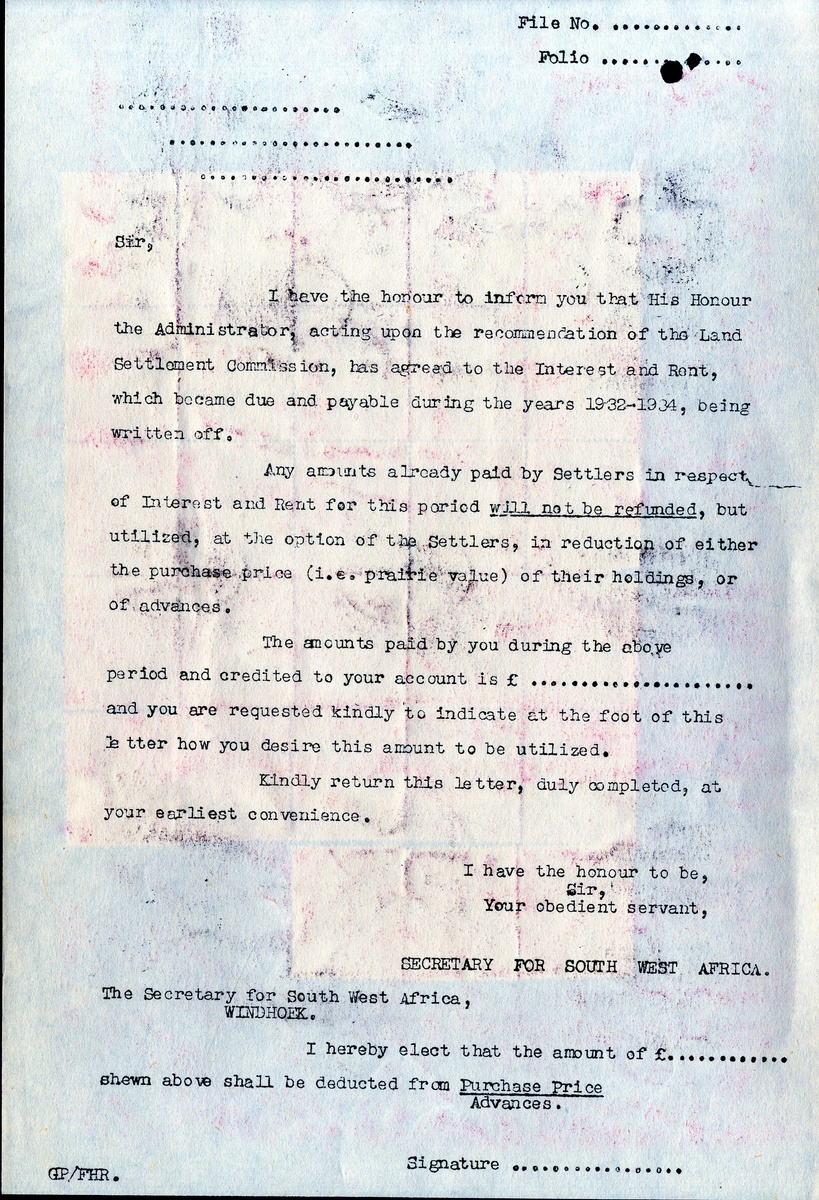 File No. .............
Folio ..............
......................
........................
.........................
Sir,
I have the honour to inform you that His Honour
the Administrator, acting upon the recommendation of the Land
Settlement Commission, has agreed to the Interest and Rent,
which became due and payable during the years 1932-1934, being
written off.
Any amounts already paid by Settlers in respect
of Interest and Rent for this period will not be refunded, but
utilized, at the option of the Settlers, in reduction of either
the purchase price (i.e. prairie value) of their holdings, or
of advances.
The amounts paid by you during the above
period and credited to your account is £ ......................
and you are requested kindly to indicate at the foot of this
letter how you desire this amount to be utilized.
Kindly return this letter, duly completed, at
your earliest convenience.
I have the honour to be,
Sir,
Your obedient servant,
SECRETARY FOR SOUTH WEST AFRICA.
The Secretary for South West Africa,
WINDHOEK.
I hereby elect that the amount of £............
shewn above shall be deducted from Purchase Price
Advances.
Signature .................
GP/FHR.